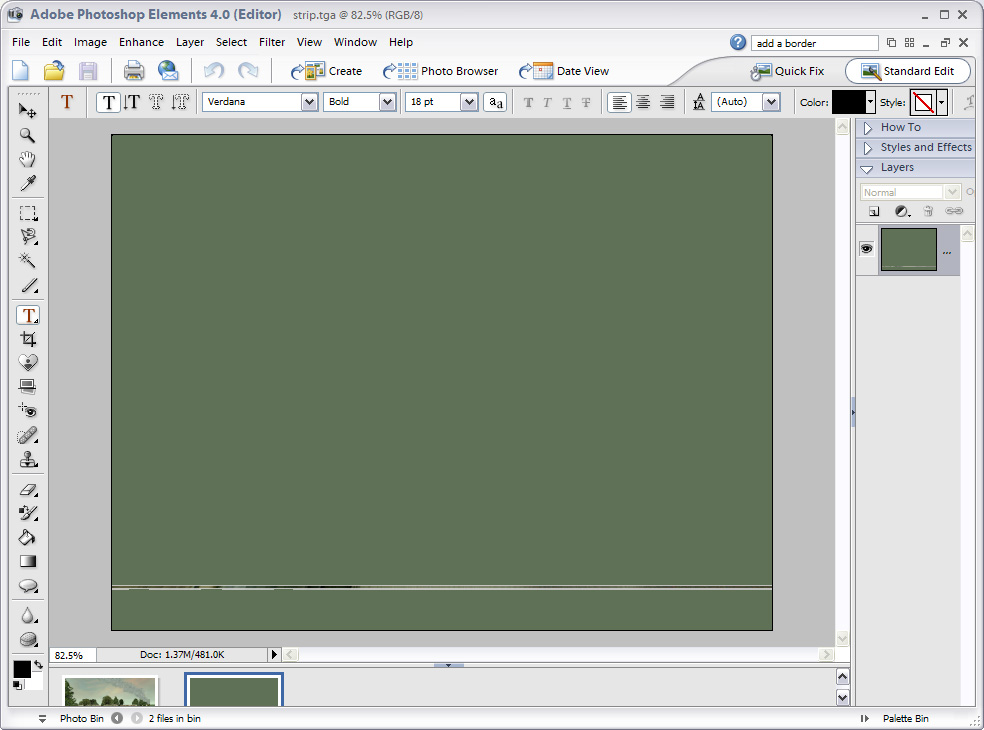 Adobe Photoshop Elements 4.0 (Editor) strip.tga @ 82.5% (RGB/8)
File Edit Image Enhance Layer Select Filter View Window Help
add a border
Create Photo Browser Date View Quick Fix Standard Edit
T T T T T Verdana Bold 18 pt aa T T T T (Auto) Color: Style:
How To
Styles and Effects
Layers
Normal
...
T
82.5% Doc: 1.37M/481.0K
Photo Bin 2 files in bin Palette Bin